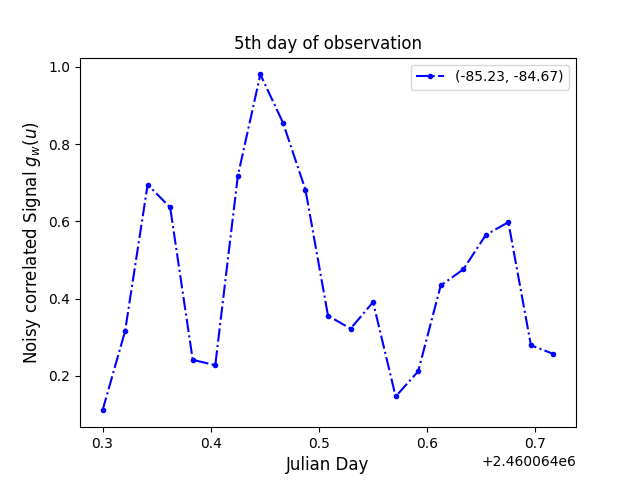 5th day of observation
(-85.23, -84.67)
Noisy correlated Signal g_w(u)
1.0
0.8
0.6
0.4
0.2
0.3 0.4 0.5 0.6 0.7
+2.460064e6
Julian Day